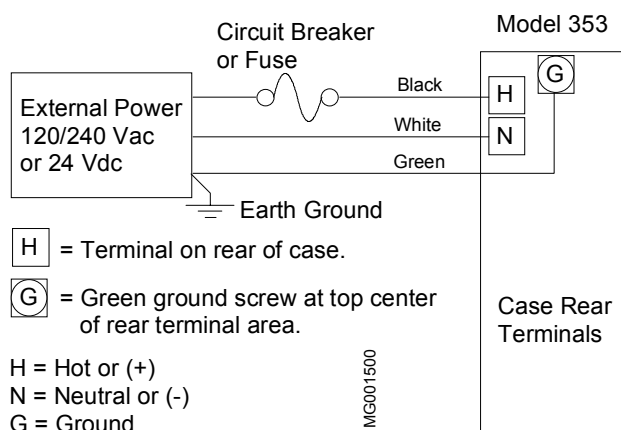 Model 353
Circuit Breaker
or Fuse
External Power
120/240 Vac
or 24 Vdc
Black
White
Green
H
N
G
Earth Ground
H = Terminal on rear of case.
G = Green ground screw at top center
of rear terminal area.
Case Rear
Terminals
H = Hot or (+)
N = Neutral or (-)
G = Ground
MG001500